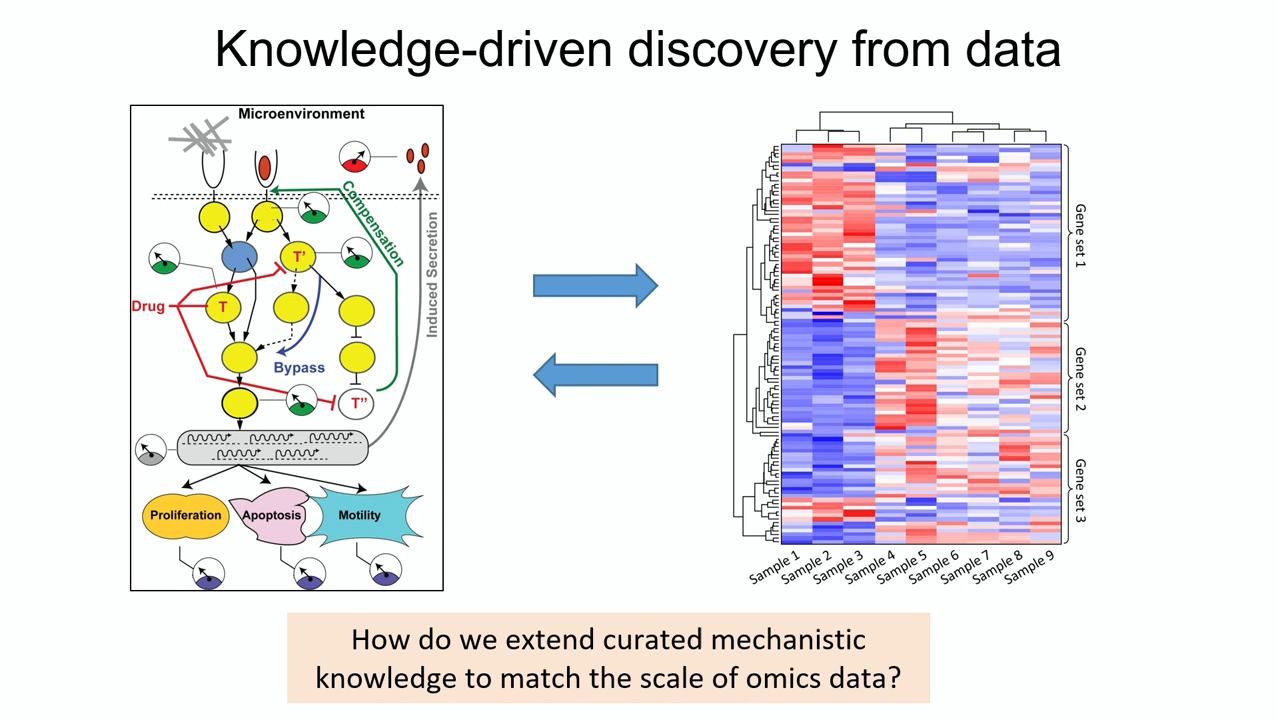 Knowledge-driven discovery from data
Microenvironment
Compensation
Induced Secretion
T'
Drug
T
Bypass
T"
Proliferation
Apoptosis
Motility
Gene set 1
Gene set 2
Gene set 3
Sample 1
Sample 2
Sample 3
Sample 4
Sample 5
Sample 6
Sample 7
Sample 8
Sample 9
How do we extend curated mechanistic
knowledge to match the scale of omics data?